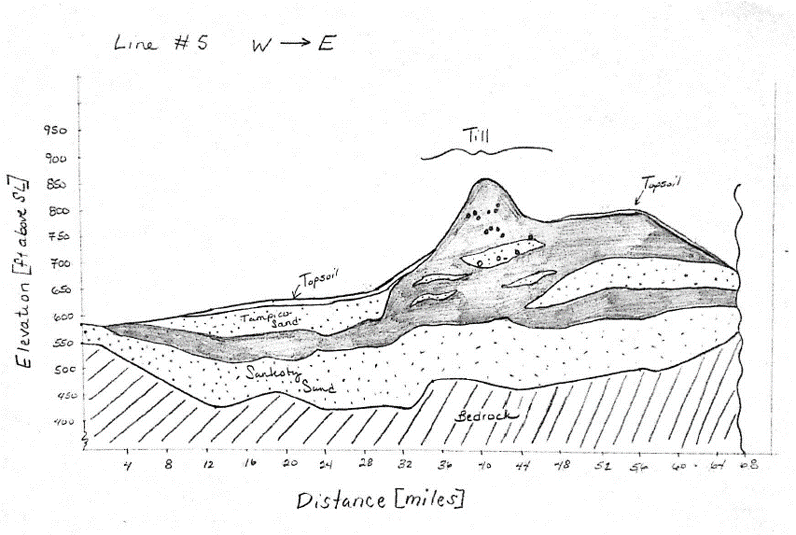 Line #5 W → E
Till
Topsoil
Topsoil
Tampico
Sand
Sankoty
Sand
Bedrock
Elevation [ft above SL]
950
900
850
800
750
700
650
600
550
500
450
400
4 8 12 16 20 24 28 32 36 40 44 48 52 56 60 64 68
Distance [miles]